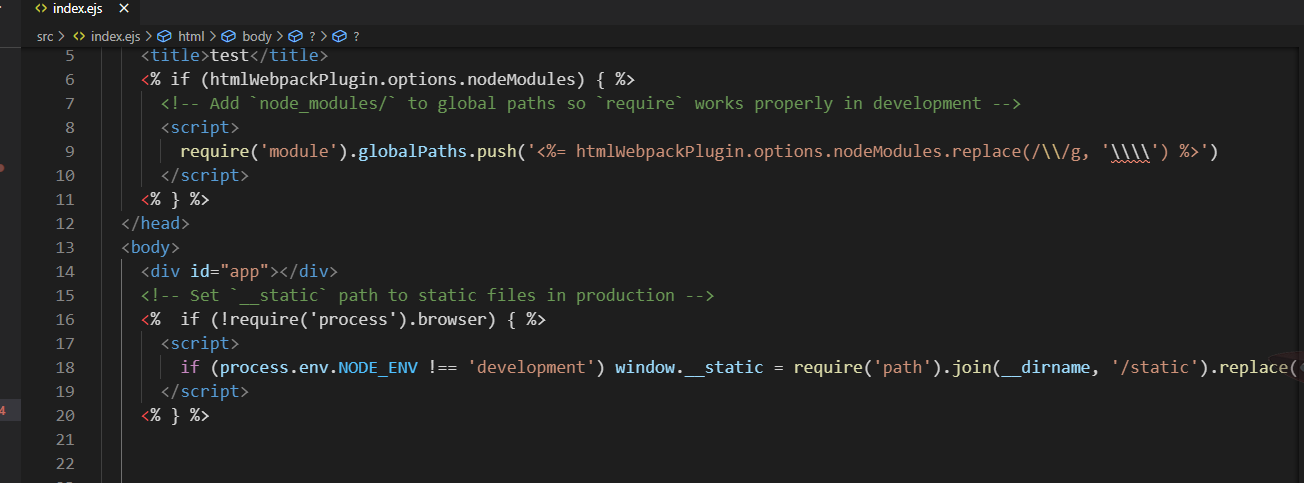 index.ejs
src > index.ejs > html > body > ? > ?
5 <title>test</title>
6 <% if (htmlWebpackPlugin.options.nodeModules) { %>
7 <!-- Add `node_modules/` to global paths so `require` works properly in development -->
8 <script>
9 require('module').globalPaths.push('<%= htmlWebpackPlugin.options.nodeModules.replace(/\\/g, '\\\\') %>')
10 </script>
11 <% } %>
12 </head>
13 <body>
14 <div id="app"></div>
15 <!-- Set `__static` path to static files in production -->
16 <%  if (!require('process').browser) { %>
17 <script>
18 if (process.env.NODE_ENV !== 'development') window.__static = require('path').join(__dirname, '/static').replace(
19 </script>
20 <% } %>
21
22
4